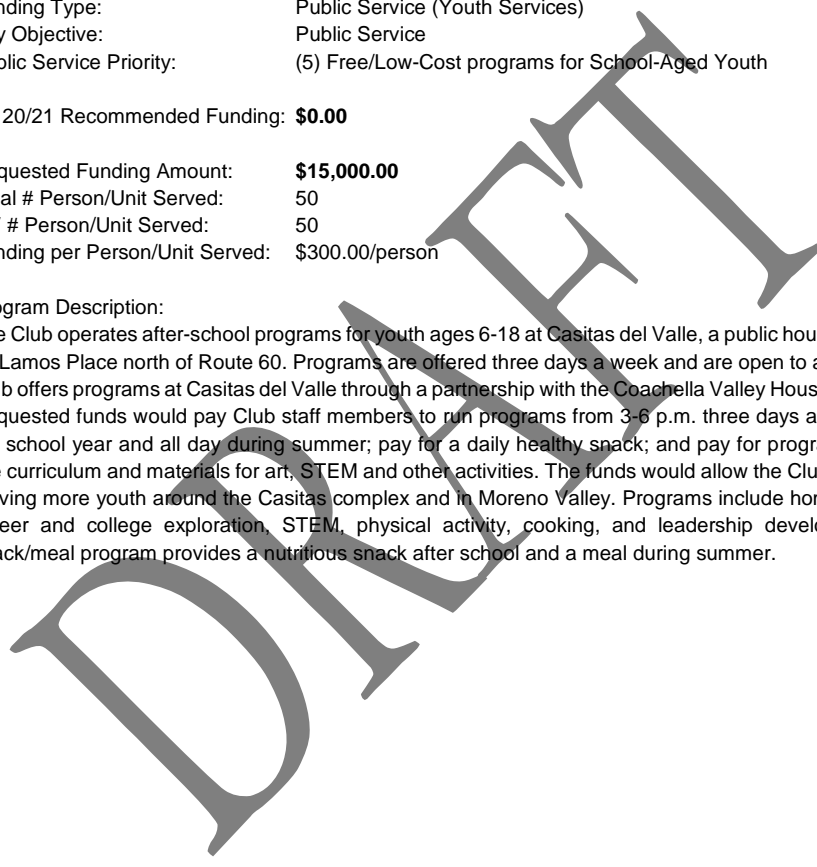 nding Type: Public Service (Youth Services)
y Objective: Public Service
blic Service Priority: (5) Free/Low-Cost programs for School-Aged Youth
20/21 Recommended Funding: $0.00
quested Funding Amount: $15,000.00
al # Person/Unit Served: 50
# Person/Unit Served: 50
nding per Person/Unit Served: $300.00/person
ogram Description:
e Club operates after-school programs for youth ages 6-18 at Casitas del Valle, a public hou
Lamos Place north of Route 60. Programs are offered three days a week and are open to a
b offers programs at Casitas del Valle through a partnership with the Coachella Valley Hous
quested funds would pay Club staff members to run programs from 3-6 p.m. three days a
school year and all day during summer; pay for a daily healthy snack; and pay for progra
e curriculum and materials for art, STEM and other activities. The funds would allow the Clu
ving more youth around the Casitas complex and in Moreno Valley. Programs include hom
eer and college exploration, STEM, physical activity, cooking, and leadership develo
ack/meal program provides a nutritious snack after school and a meal during summer.
DRAFT